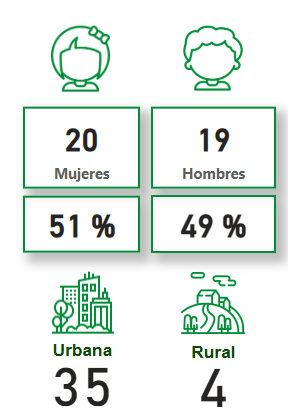 20 19
Mujeres Hombres
51 % 49 %
Urbana Rural
35 4